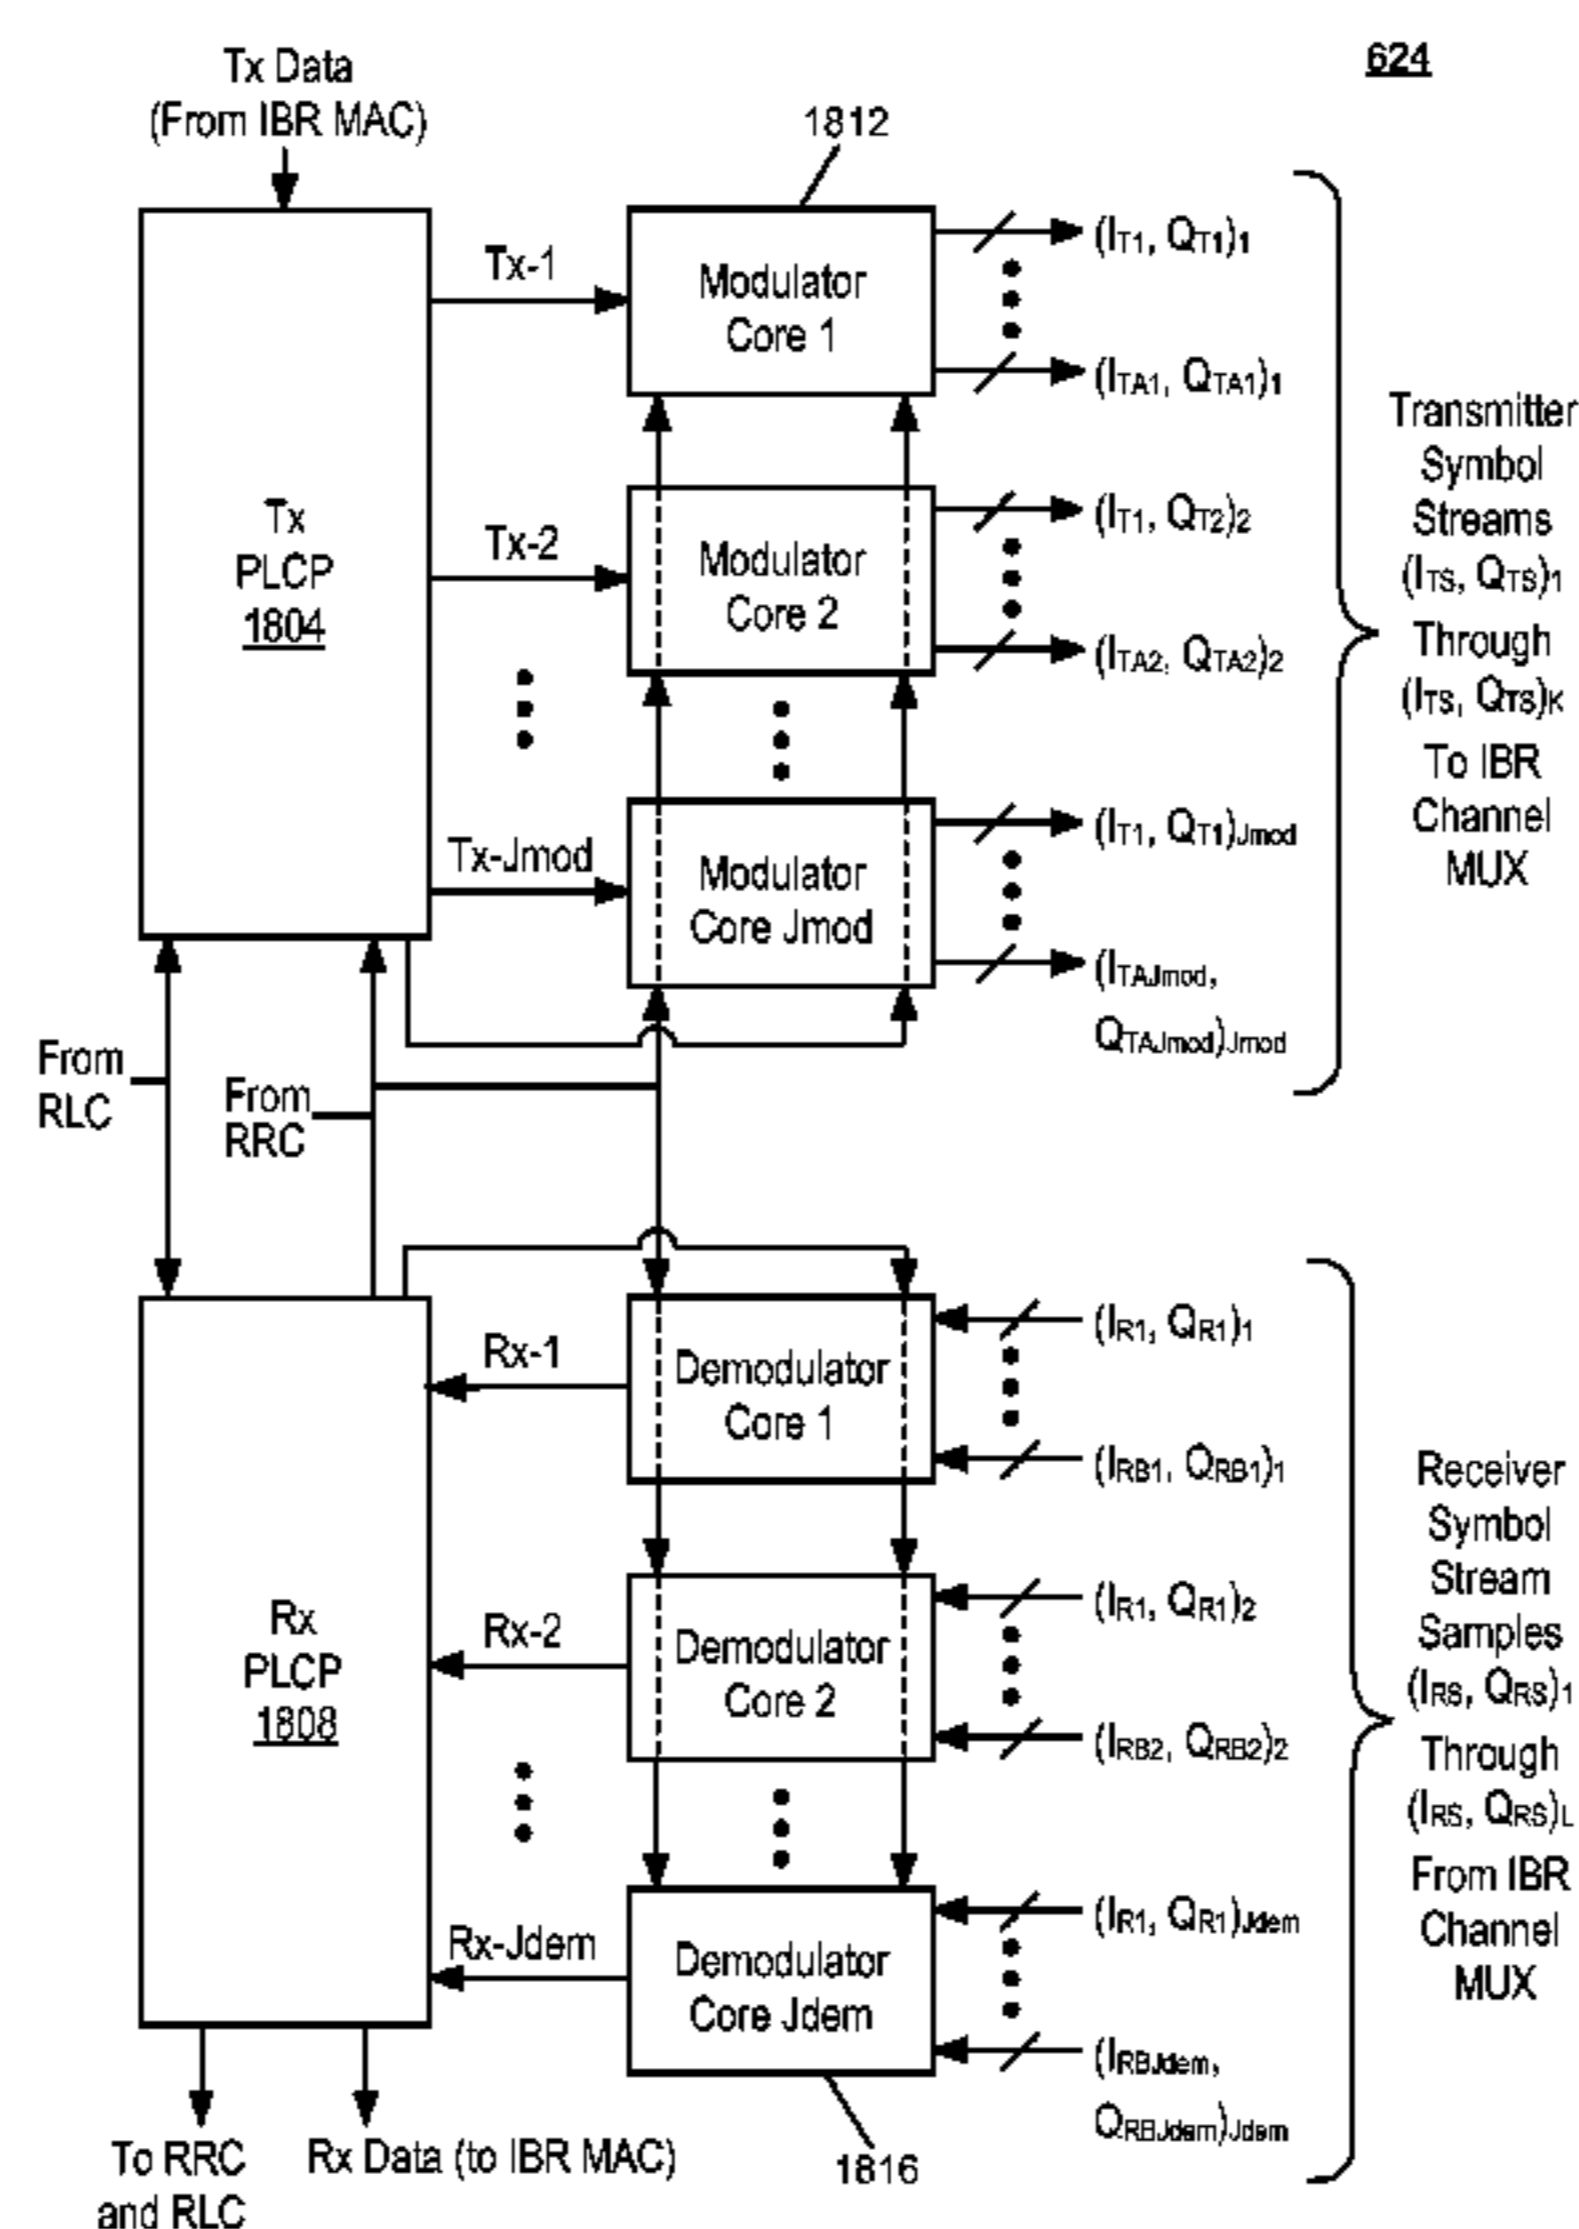 624
Tx Data
(From IBR MAC)
1812
Tx
PLCP
1804
Tx-1
Modulator
Core 1
(IT1, QT1)1
(ITA1, QTA1)1
Tx-2
Modulator
Core 2
(IT1, QT2)2
(ITA2, QTA2)2
Tx-Jmod
Modulator
Core Jmod
(IT1, QT1)Jmod
(ITAJmod,
QTAJmod)Jmod
Transmitter
Symbol
Streams
(ITS, QTS)1
Through
(ITS, QTS)K
To IBR
Channel
MUX
From
RLC
From
RRC
Rx
PLCP
1808
Rx-1
Demodulator
Core 1
(IR1, QR1)1
(IRB1, QRB1)1
Rx-2
Demodulator
Core 2
(IR1, QR1)2
(IRB2, QRB2)2
Rx-Jdem
Demodulator
Core Jdem
(IR1, QR1)Jdem
(IRBJdem,
QRBJdem)Jdem
1816
Receiver
Symbol
Stream
Samples
(IRS, QRS)1
Through
(IRS, QRS)L
From IBR
Channel
MUX
To RRC
and RLC
Rx Data (to IBR MAC)